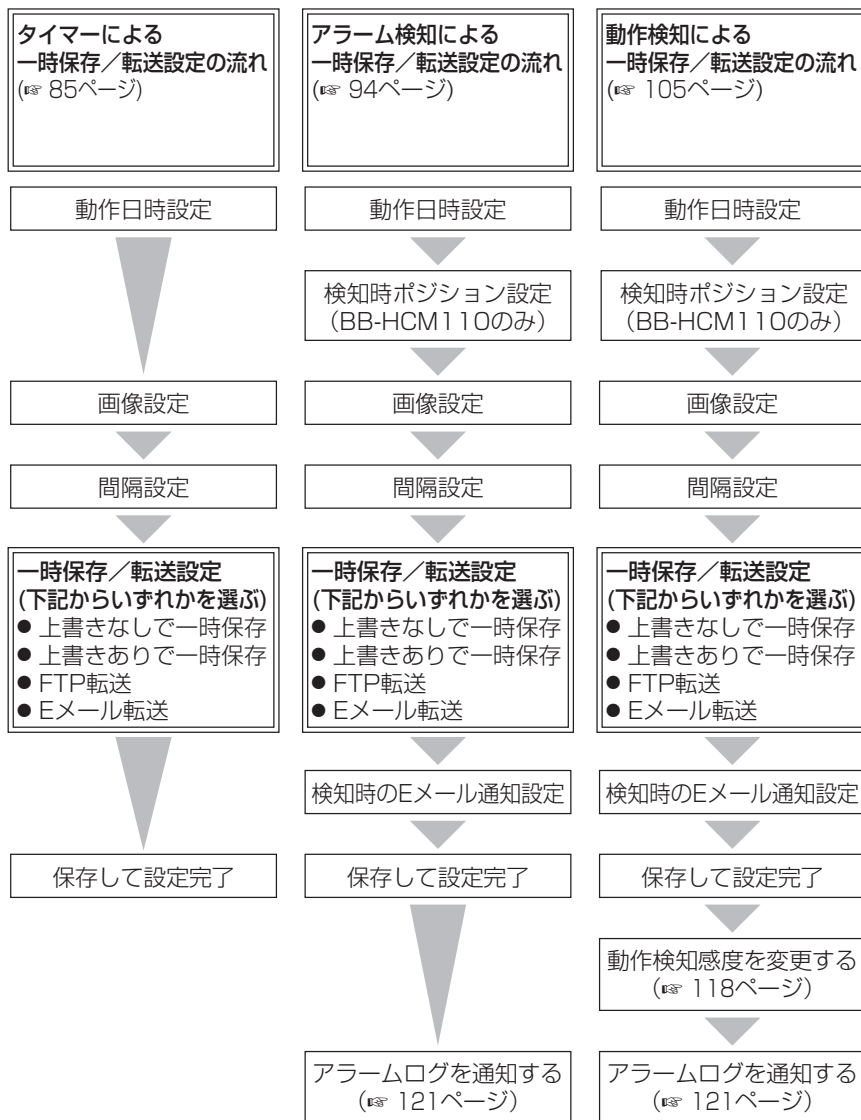 タイマーによる
一時保存／転送設定の流れ
(☞ 85ページ)
動作日時設定
画像設定
間隔設定
一時保存／転送設定
(下記からいずれかを選ぶ)
● 上書きなしで一時保存
● 上書きありで一時保存
● FTP転送
● Eメール転送
保存して設定完了
アラーム検知による
一時保存／転送設定の流れ
(☞ 94ページ)
動作日時設定
検知時ポジション設定
（BB-HCM110のみ）
画像設定
間隔設定
一時保存／転送設定
(下記からいずれかを選ぶ)
● 上書きなしで一時保存
● 上書きありで一時保存
● FTP転送
● Eメール転送
検知時のEメール通知設定
保存して設定完了
アラームログを通知する
（☞ 121ページ）
動作検知による
一時保存／転送設定の流れ
(☞ 105ページ)
動作日時設定
検知時ポジション設定
（BB-HCM110のみ）
画像設定
間隔設定
一時保存／転送設定
(下記からいずれかを選ぶ)
● 上書きなしで一時保存
● 上書きありで一時保存
● FTP転送
● Eメール転送
検知時のEメール通知設定
保存して設定完了
動作検知感度を変更する
（☞ 118ページ）
アラームログを通知する
（☞ 121ページ）